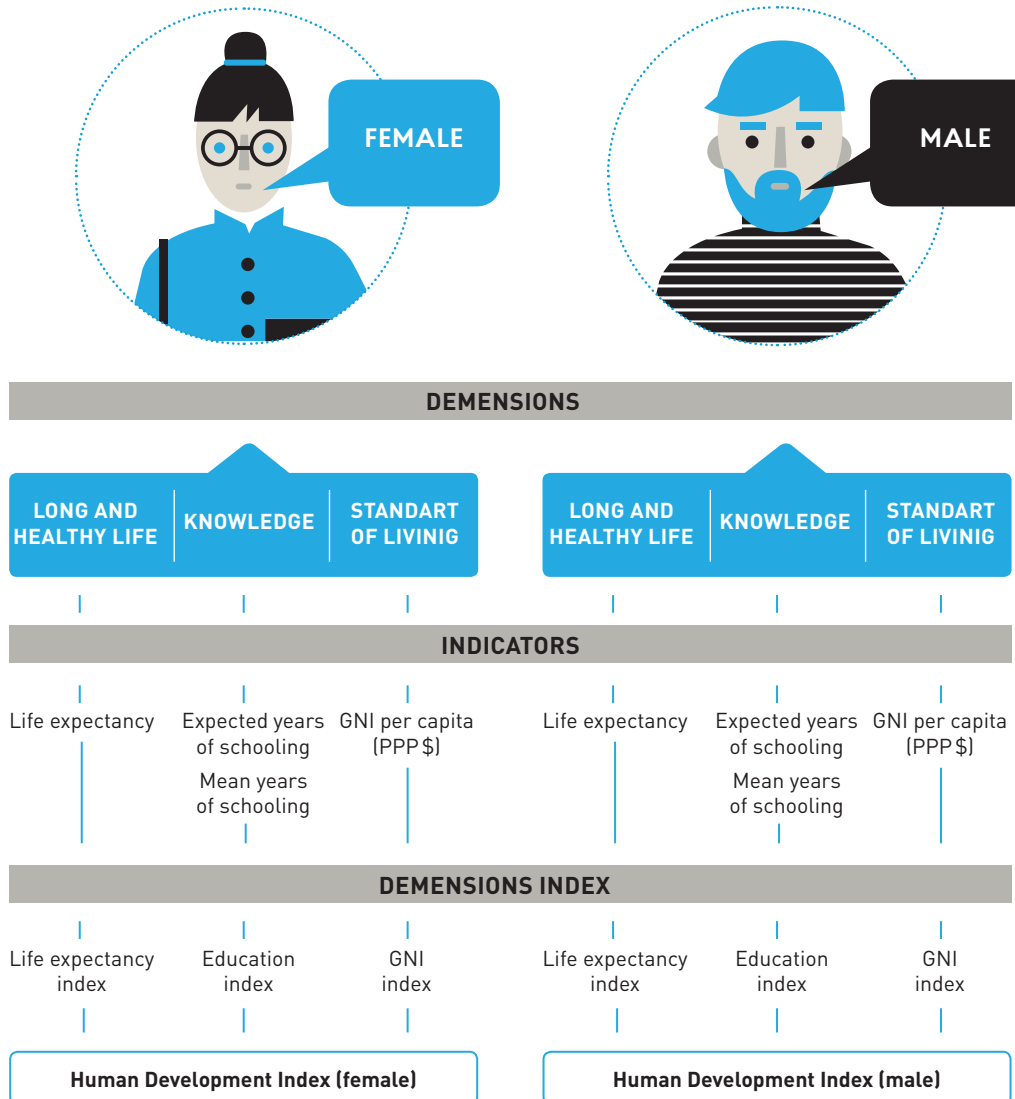 FEMALE
MALE
DEMENSIONS
LONG AND
HEALTHY LIFE
KNOWLEDGE
STANDART
OF LIVINIG
LONG AND
HEALTHY LIFE
KNOWLEDGE
STANDART
OF LIVINIG
INDICATORS
Life expectancy
Expected years
of schooling
Mean years
of schooling
GNI per capita
(PPP $)
Life expectancy
Expected years
of schooling
Mean years
of schooling
GNI per capita
(PPP $)
DEMENSIONS INDEX
Life expectancy
index
Education
index
GNI
index
Life expectancy
index
Education
index
GNI
index
Human Development Index (female)
Human Development Index (male)